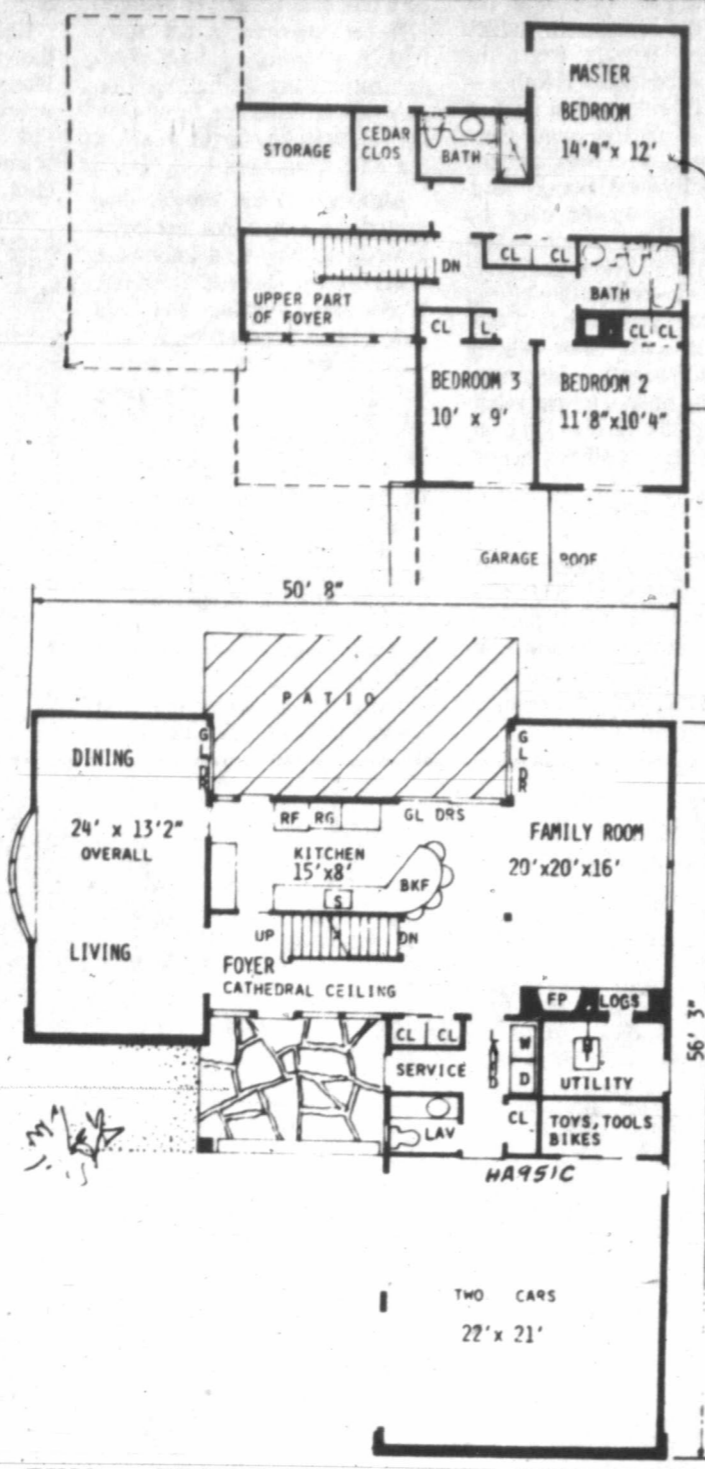 MASTER
BEDROOM
14'4"x 12'
STORAGE
CEDAR
CLOS
BATH
CL CL
DN
BATH
UPPER PART
OF FOYER
CL L.
CL CL
BEDROOM 3
10' x 9'
BEDROOM 2
11'8"x10'4"
GARAGE ROOF
50' 8"
PATIO
DINING
GL DR
GL DR
24' x 13'2"
OVERALL
RF RG
GL DRS
KITCHEN
15'x8'
BKF
S
FAMILY ROOM
20'x20'x16'
LIVING
UP
DN
FOYER
CATHEDRAL CEILING
FP
LOGS
CL CL
W
D
SERVICE
UTILITY
56' 3"
LAV
CL
TOYS, TOOLS
BIKES
HA951C
TWO CARS
22'x 21'